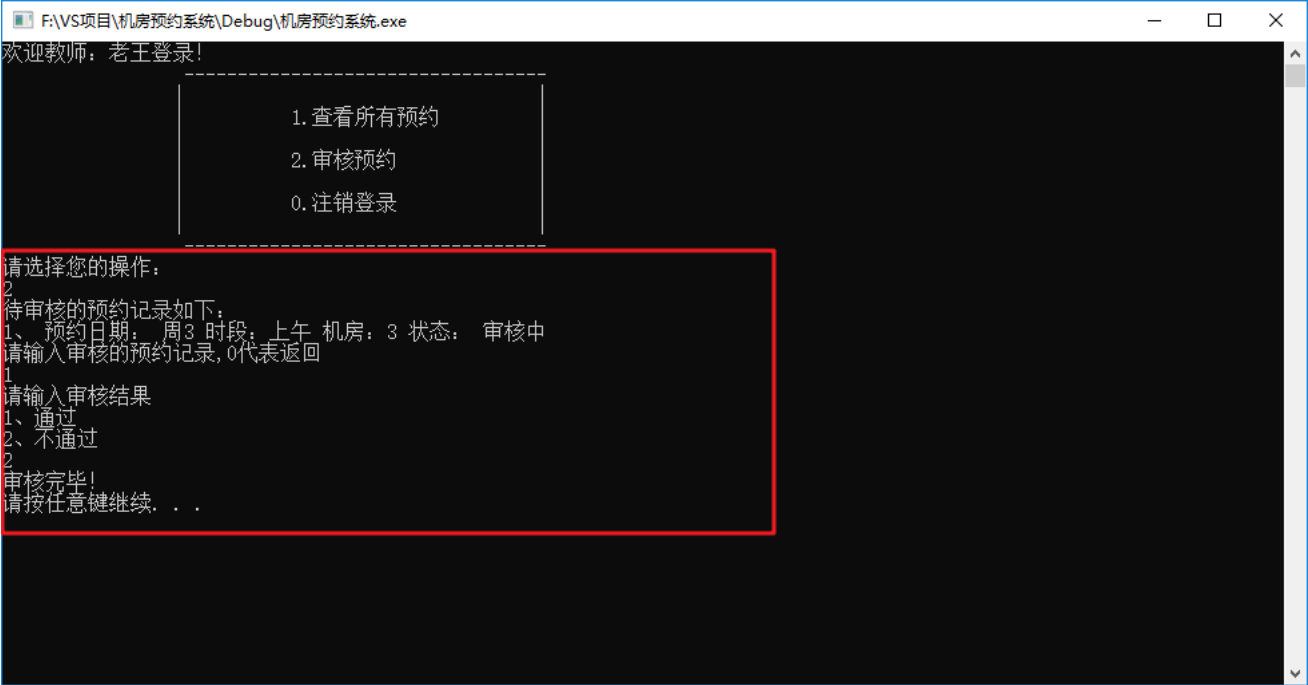 F:\VS项目\机房预约系统\Debug\机房预约系统.exe
欢迎教师：老王登录!
----------------------------------
1.查看所有预约
2.审核预约
0.注销登录
----------------------------------
请选择您的操作：
2
待审核的预约记录如下：
1、 预约日期： 周3 时段：上午 机房：3 状态： 审核中
请输入审核的预约记录,0代表返回
1
请输入审核结果
1、通过
2、不通过
2
审核完毕!
请按任意键继续. . .